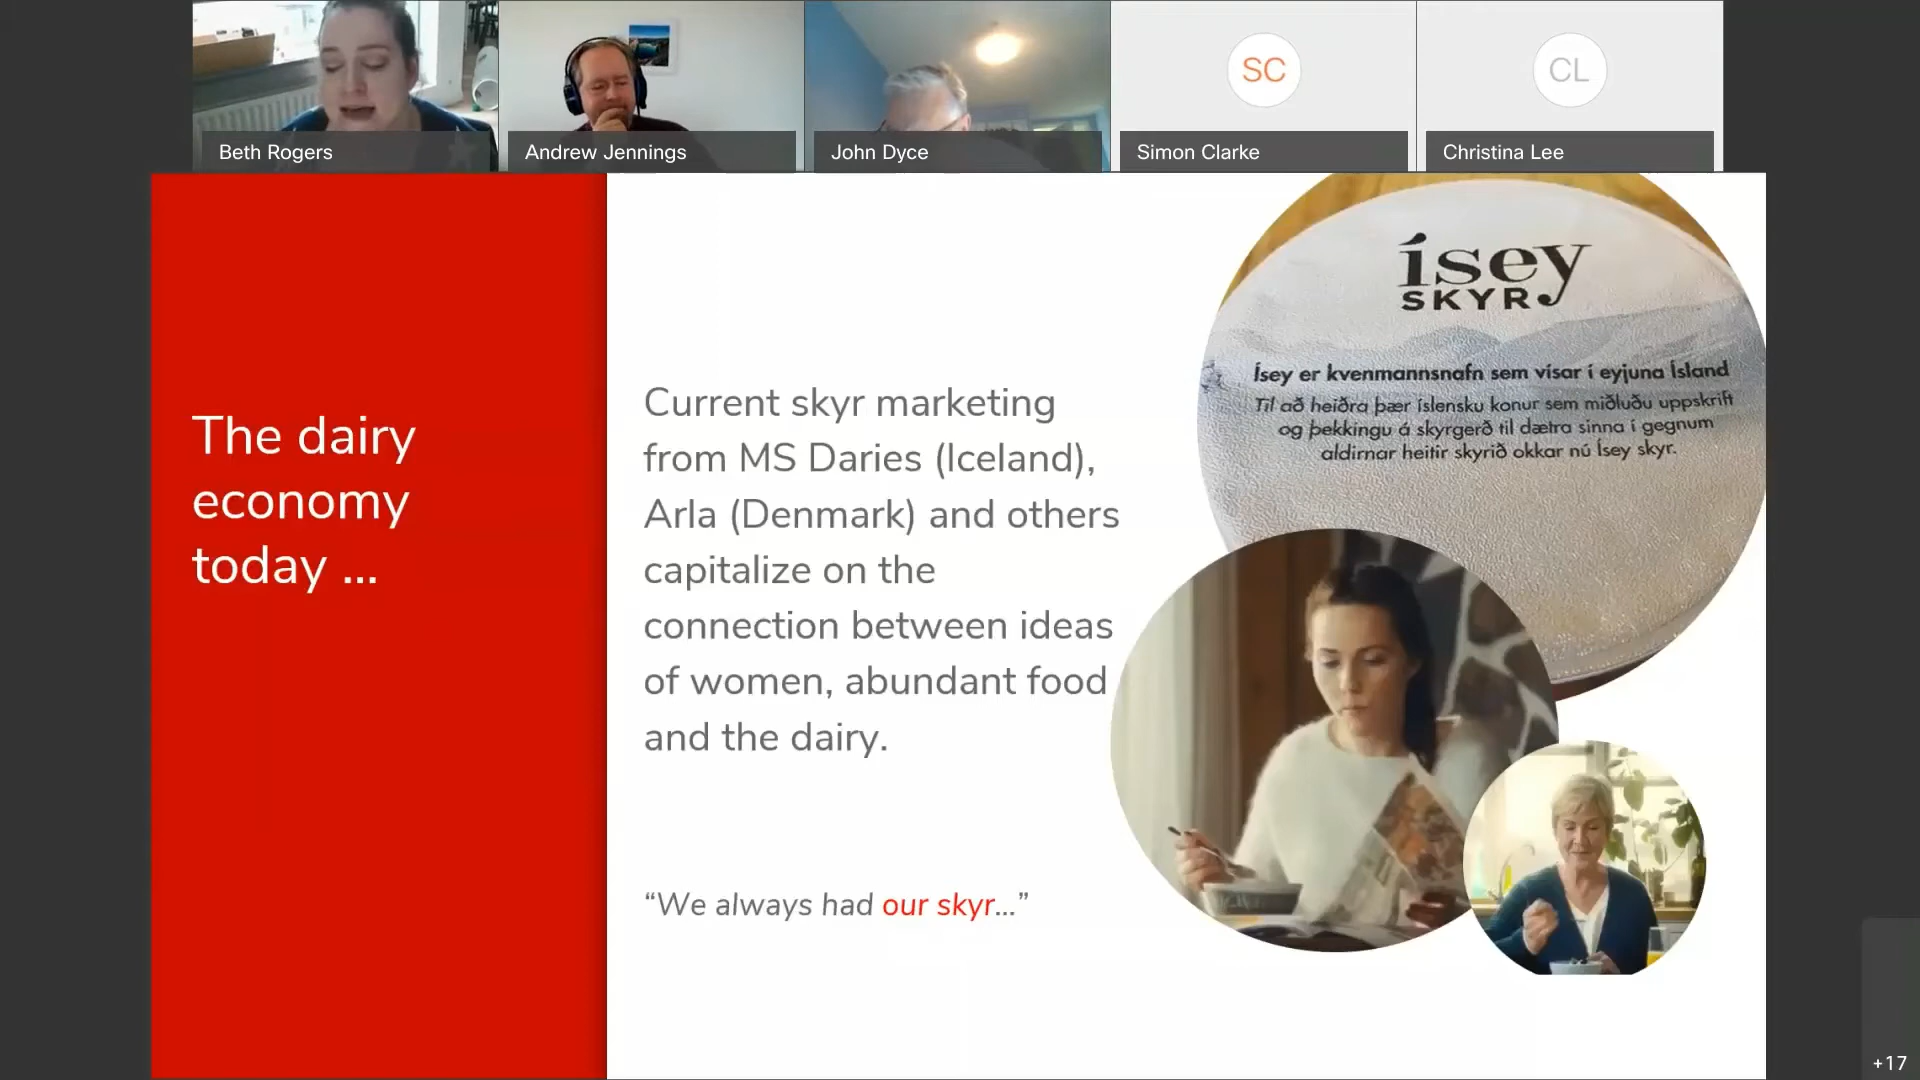 Beth Rogers
Andrew Jennings
John Dyce
SC
Simon Clarke
CL
Christina Lee
The dairy
economy
today ...
Current skyr marketing
from MS Daries (Iceland),
Arla (Denmark) and others
capitalize on the
connection between ideas
of women, abundant food
and the dairy.
“We always had our skyr...”
ísey
SKYR
Ísey er kvenmannsnafn sem vísar í eyjuna Ísland
Til að heiðra þær íslensku konur sem miðluðu uppskrift
og þekkingu á skyrgerð til dætra sinna í gegnum
aldirnar heitir skyrið okkar nú Ísey skyr.
+17